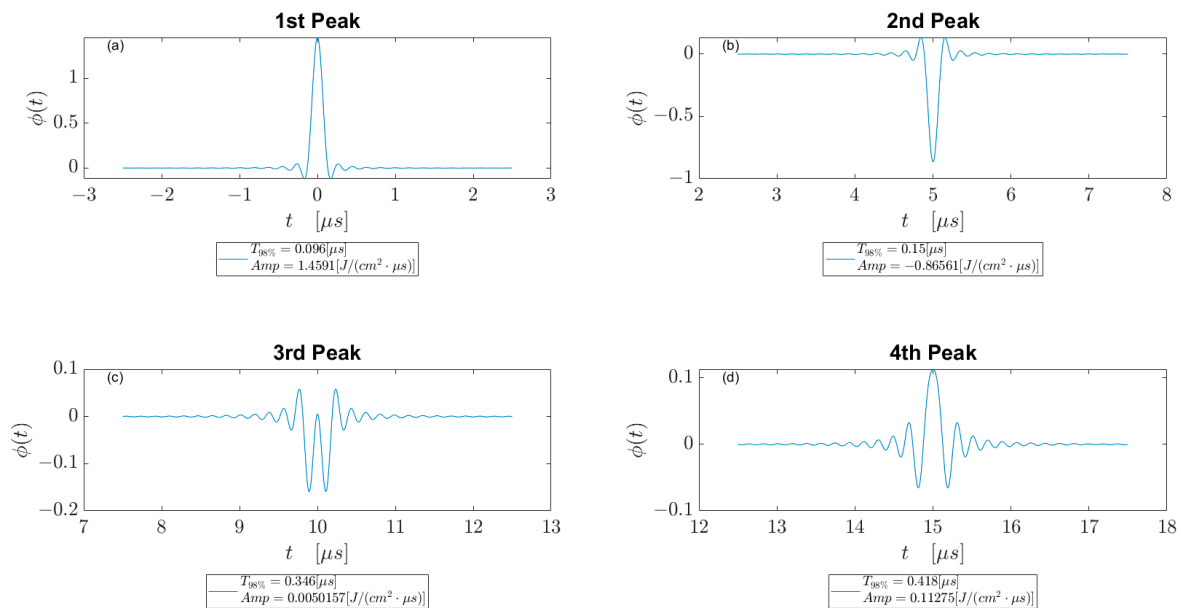 1st Peak
(a)
1
0.5
0
ϕ(t)
−3 −2 −1 0 1 2 3
t [μs]
T98% = 0.096[μs]
Amp = 1.4591[J/(cm² · μs)]
2nd Peak
(b)
0
−0.5
−1
ϕ(t)
2 3 4 5 6 7 8
t [μs]
T98% = 0.15[μs]
Amp = −0.86561[J/(cm² · μs)]
3rd Peak
(c)
0.1
0
−0.1
−0.2
ϕ(t)
7 8 9 10 11 12 13
t [μs]
T98% = 0.346[μs]
Amp = 0.0050157[J/(cm² · μs)]
4th Peak
(d)
0.1
0
−0.1
ϕ(t)
12 13 14 15 16 17 18
t [μs]
T98% = 0.418[μs]
Amp = 0.11275[J/(cm² · μs)]